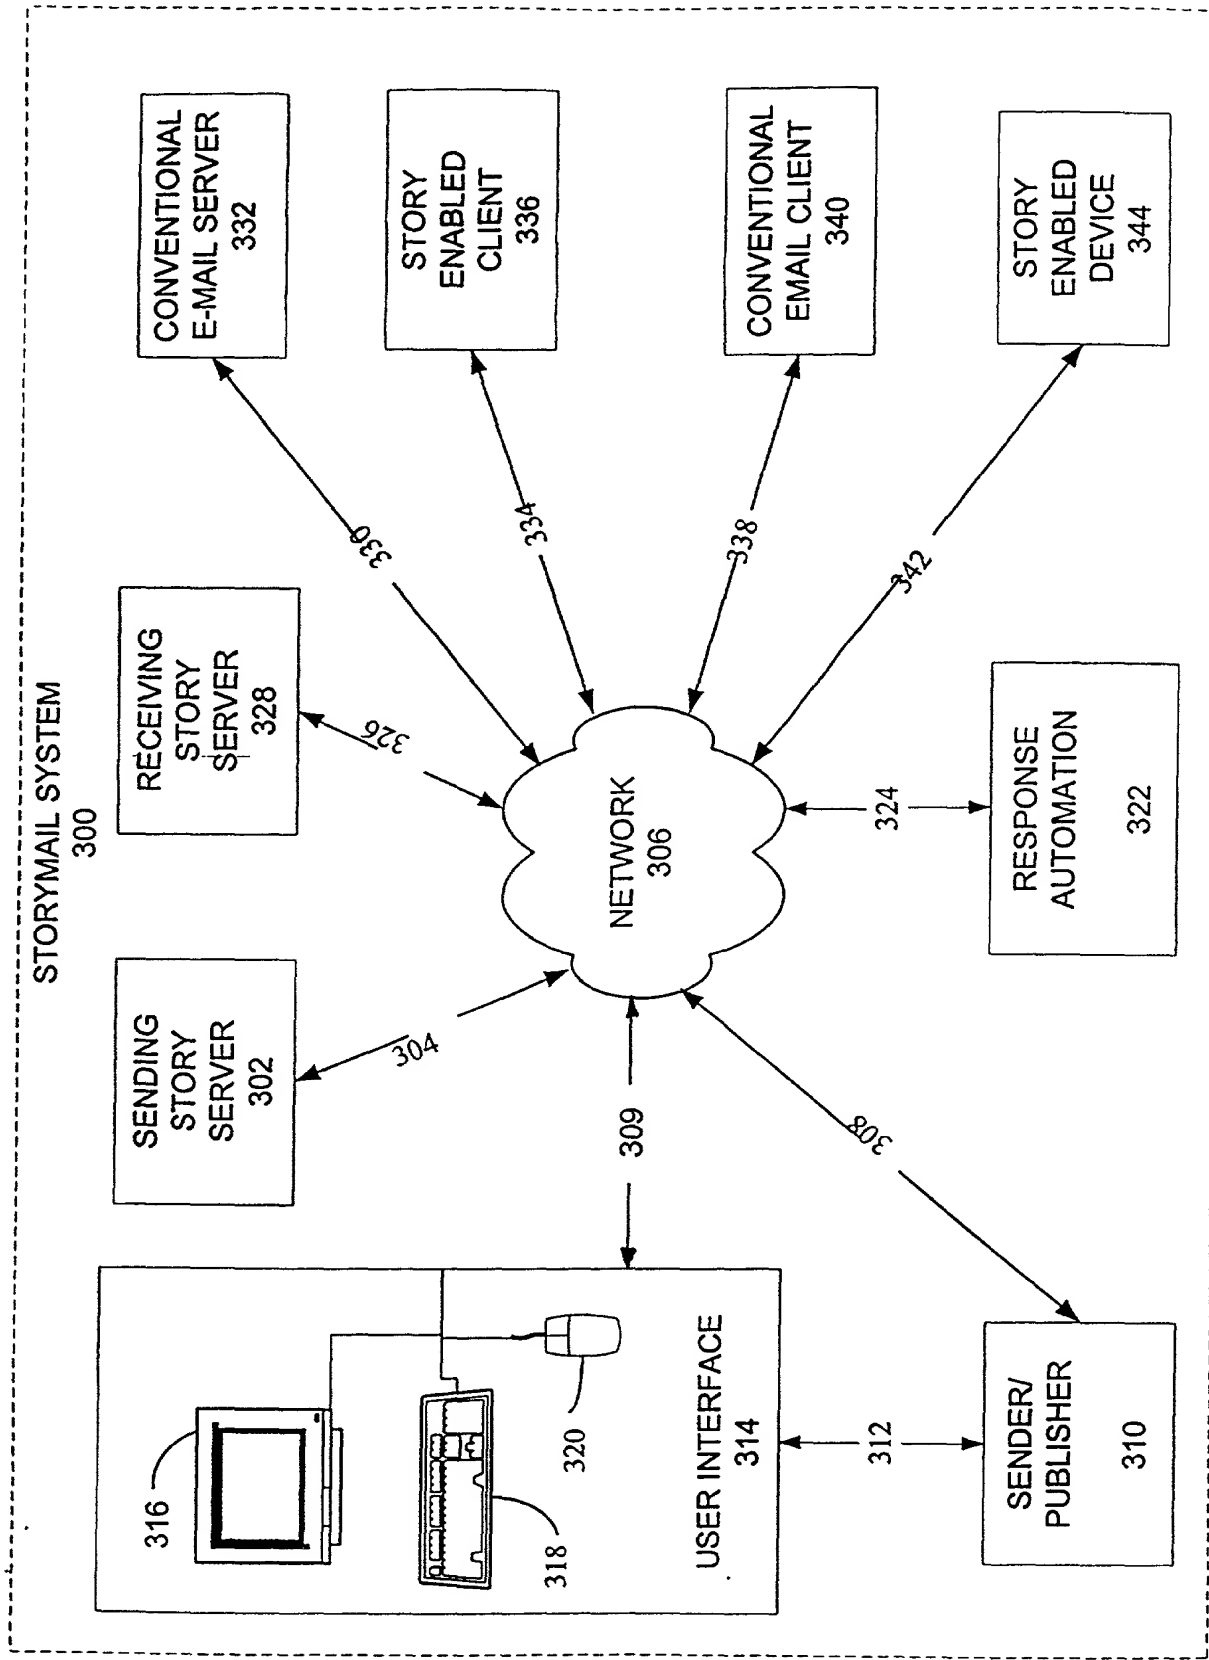 STORYMAIL SYSTEM
300
SENDING
STORY
SERVER
302
RECEIVING
STORY
SERVER
328
CONVENTIONAL
E-MAIL SERVER
332
STORY
ENABLED
CLIENT
336
CONVENTIONAL
EMAIL CLIENT
340
STORY
ENABLED
DEVICE
344
304
326
330
334
338
342
309
308
324
312
NETWORK
306
316
318
320
USER INTERFACE
314
SENDER/
PUBLISHER
310
RESPONSE
AUTOMATION
322